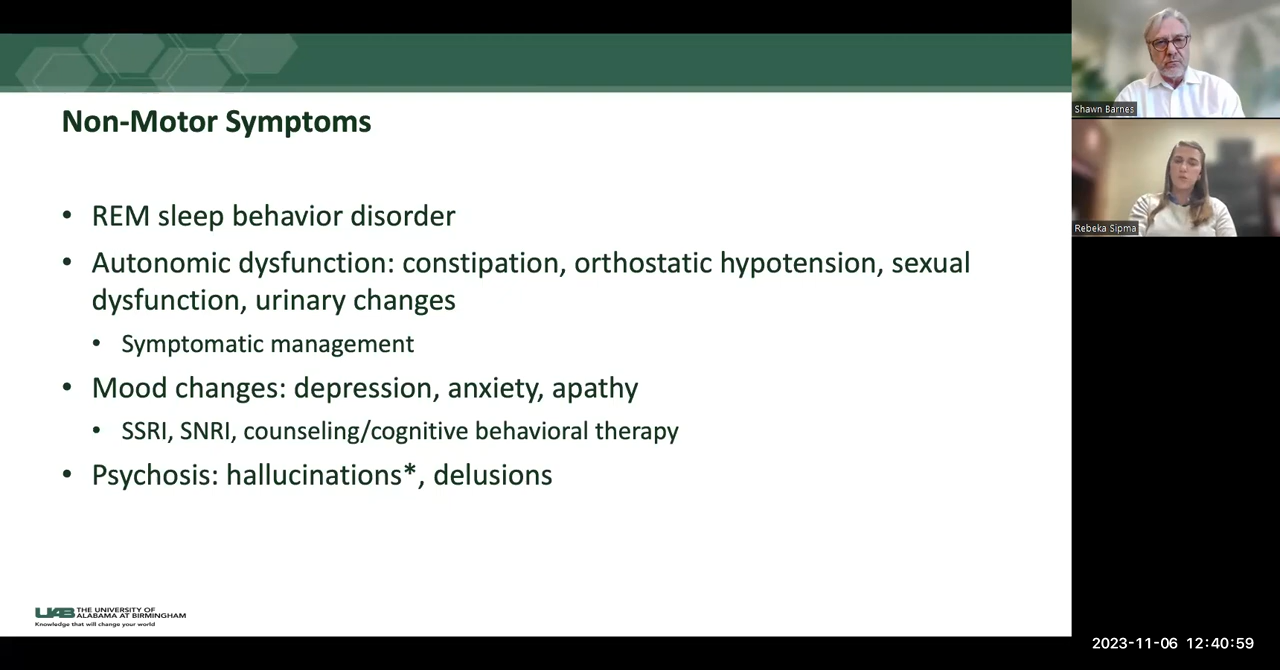 Non-Motor Symptoms
• REM sleep behavior disorder
• Autonomic dysfunction: constipation, orthostatic hypotension, sexual
dysfunction, urinary changes
• Symptomatic management
• Mood changes: depression, anxiety, apathy
• SSRI, SNRI, counseling/cognitive behavioral therapy
• Psychosis: hallucinations*, delusions
UAB THE UNIVERSITY OF
ALABAMA AT BIRMINGHAM
Knowledge that will change your world
Shawn Barnes
Rebeka Sipma
2023-11-06 12:40:59